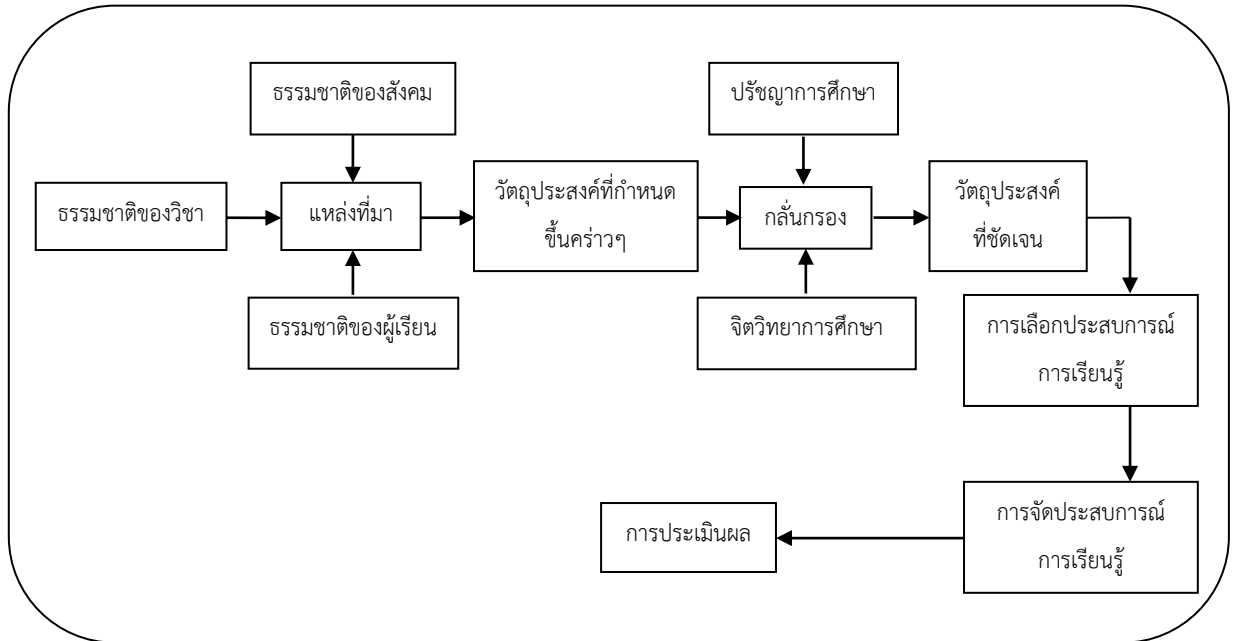 ธรรมชาติของสังคม
ปรัชญาการศึกษา
ธรรมชาติของวิชา
แหล่งที่มา
วัตถุประสงค์ที่กำหนด
ขึ้นคร่าวๆ
กลั่นกรอง
วัตถุประสงค์
ที่ชัดเจน
ธรรมชาติของผู้เรียน
จิตวิทยาการศึกษา
การเลือกประสบการณ์
การเรียนรู้
การจัดประสบการณ์
การเรียนรู้
การประเมินผล